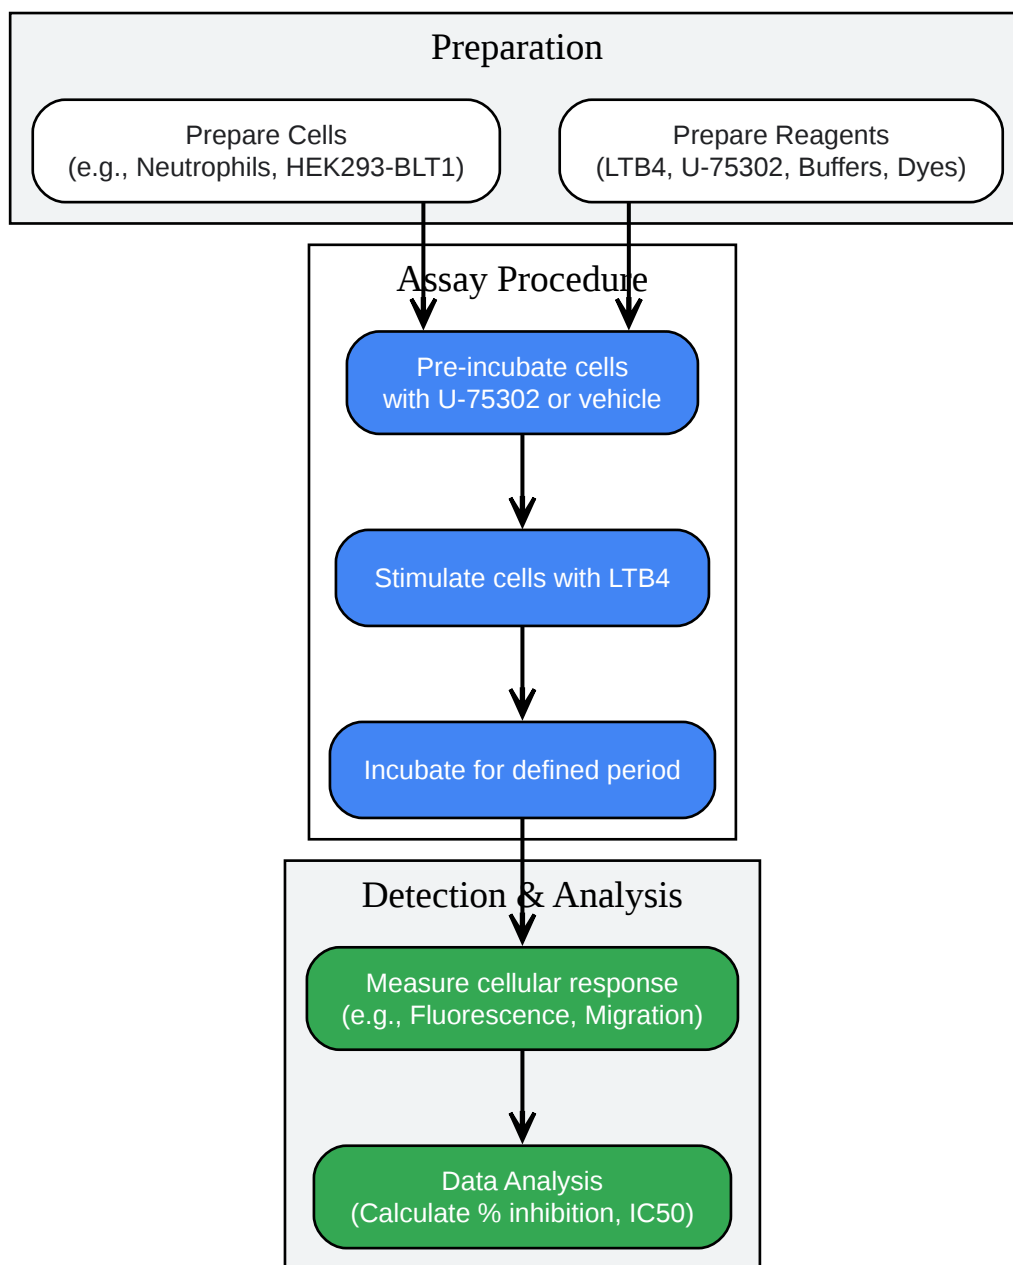 Preparation
Prepare Cells
(e.g., Neutrophils, HEK293-BLT1)
Prepare Reagents
(LTB4, U-75302, Buffers, Dyes)
Assay Procedure
Pre-incubate cells
with U-75302 or vehicle
Stimulate cells with LTB4
Incubate for defined period
Detection & Analysis
Measure cellular response
(e.g., Fluorescence, Migration)
Data Analysis
(Calculate % inhibition, IC50)